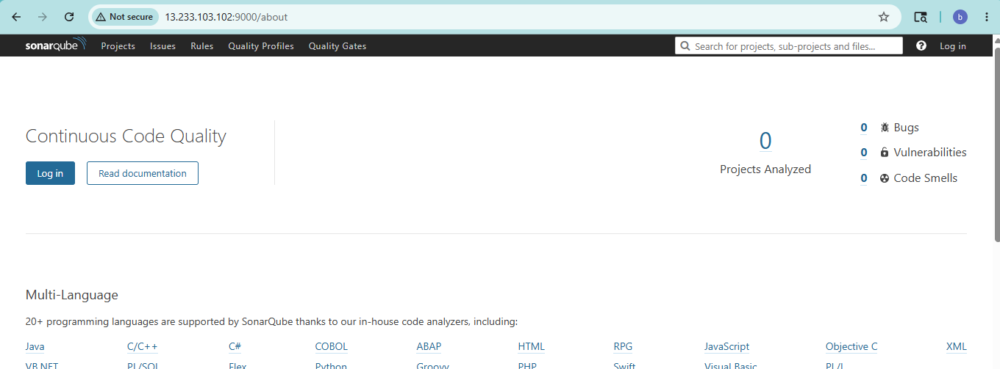 Not secure 13.233.103.102:9000/about b
sonarqube Projects Issues Rules Quality Profiles Quality Gates Search for projects, sub-projects and files... ? Log in
Continuous Code Quality
Log in Read documentation
0
Projects Analyzed
0 Bugs
0 Vulnerabilities
0 Code Smells
Multi-Language
20+ programming languages are supported by SonarQube thanks to our in-house code analyzers, including:
Java C/C++ C# COBOL ABAP HTML RPG JavaScript Objective C XML
VB.NET PL/SQL Flex Python Groovy PHP Swift Visual Basic PL/I